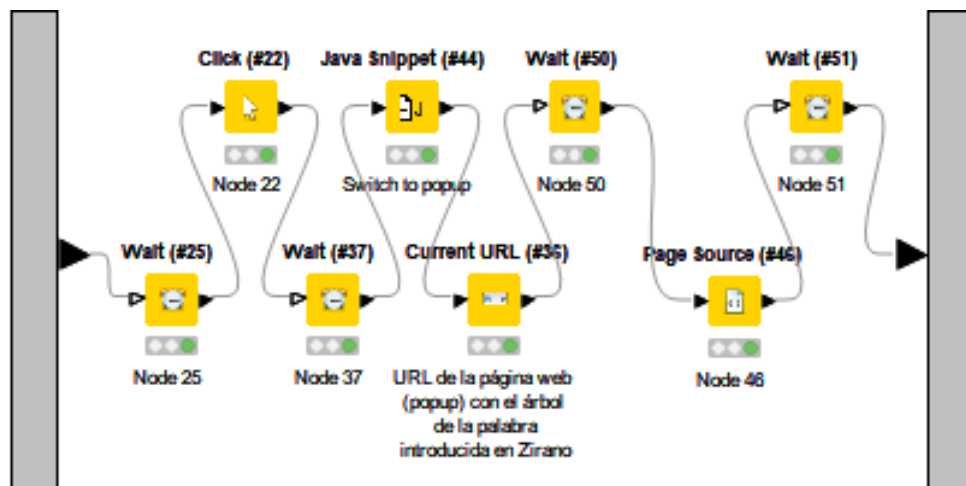 Click (#22)
Java Snippet (#44)
Wait (#50)
Wait (#51)
Node 22
Switch to popup
Node 50
Node 51
Wait (#25)
Wait (#37)
Current URL (#36)
Page Source (#46)
Node 25
Node 37
URL de la página web
(popup) con el árbol
de la palabra
introducida en Zirano
Node 46